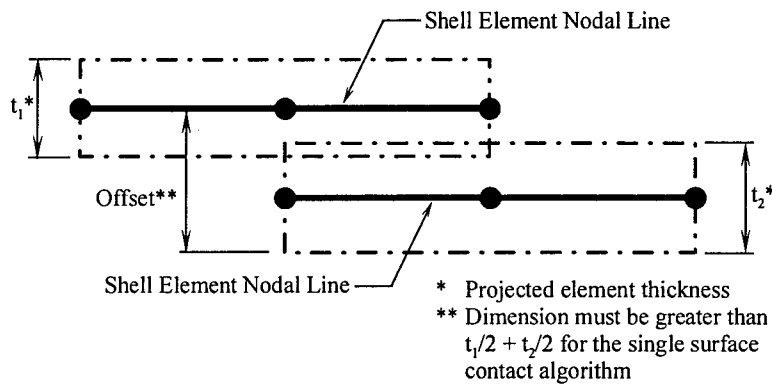 Shell Element Nodal Line
t₁*
Offset**
t₂*
Shell Element Nodal Line
* Projected element thickness
** Dimension must be greater than
t₁/2 + t₂/2 for the single surface
contact algorithm